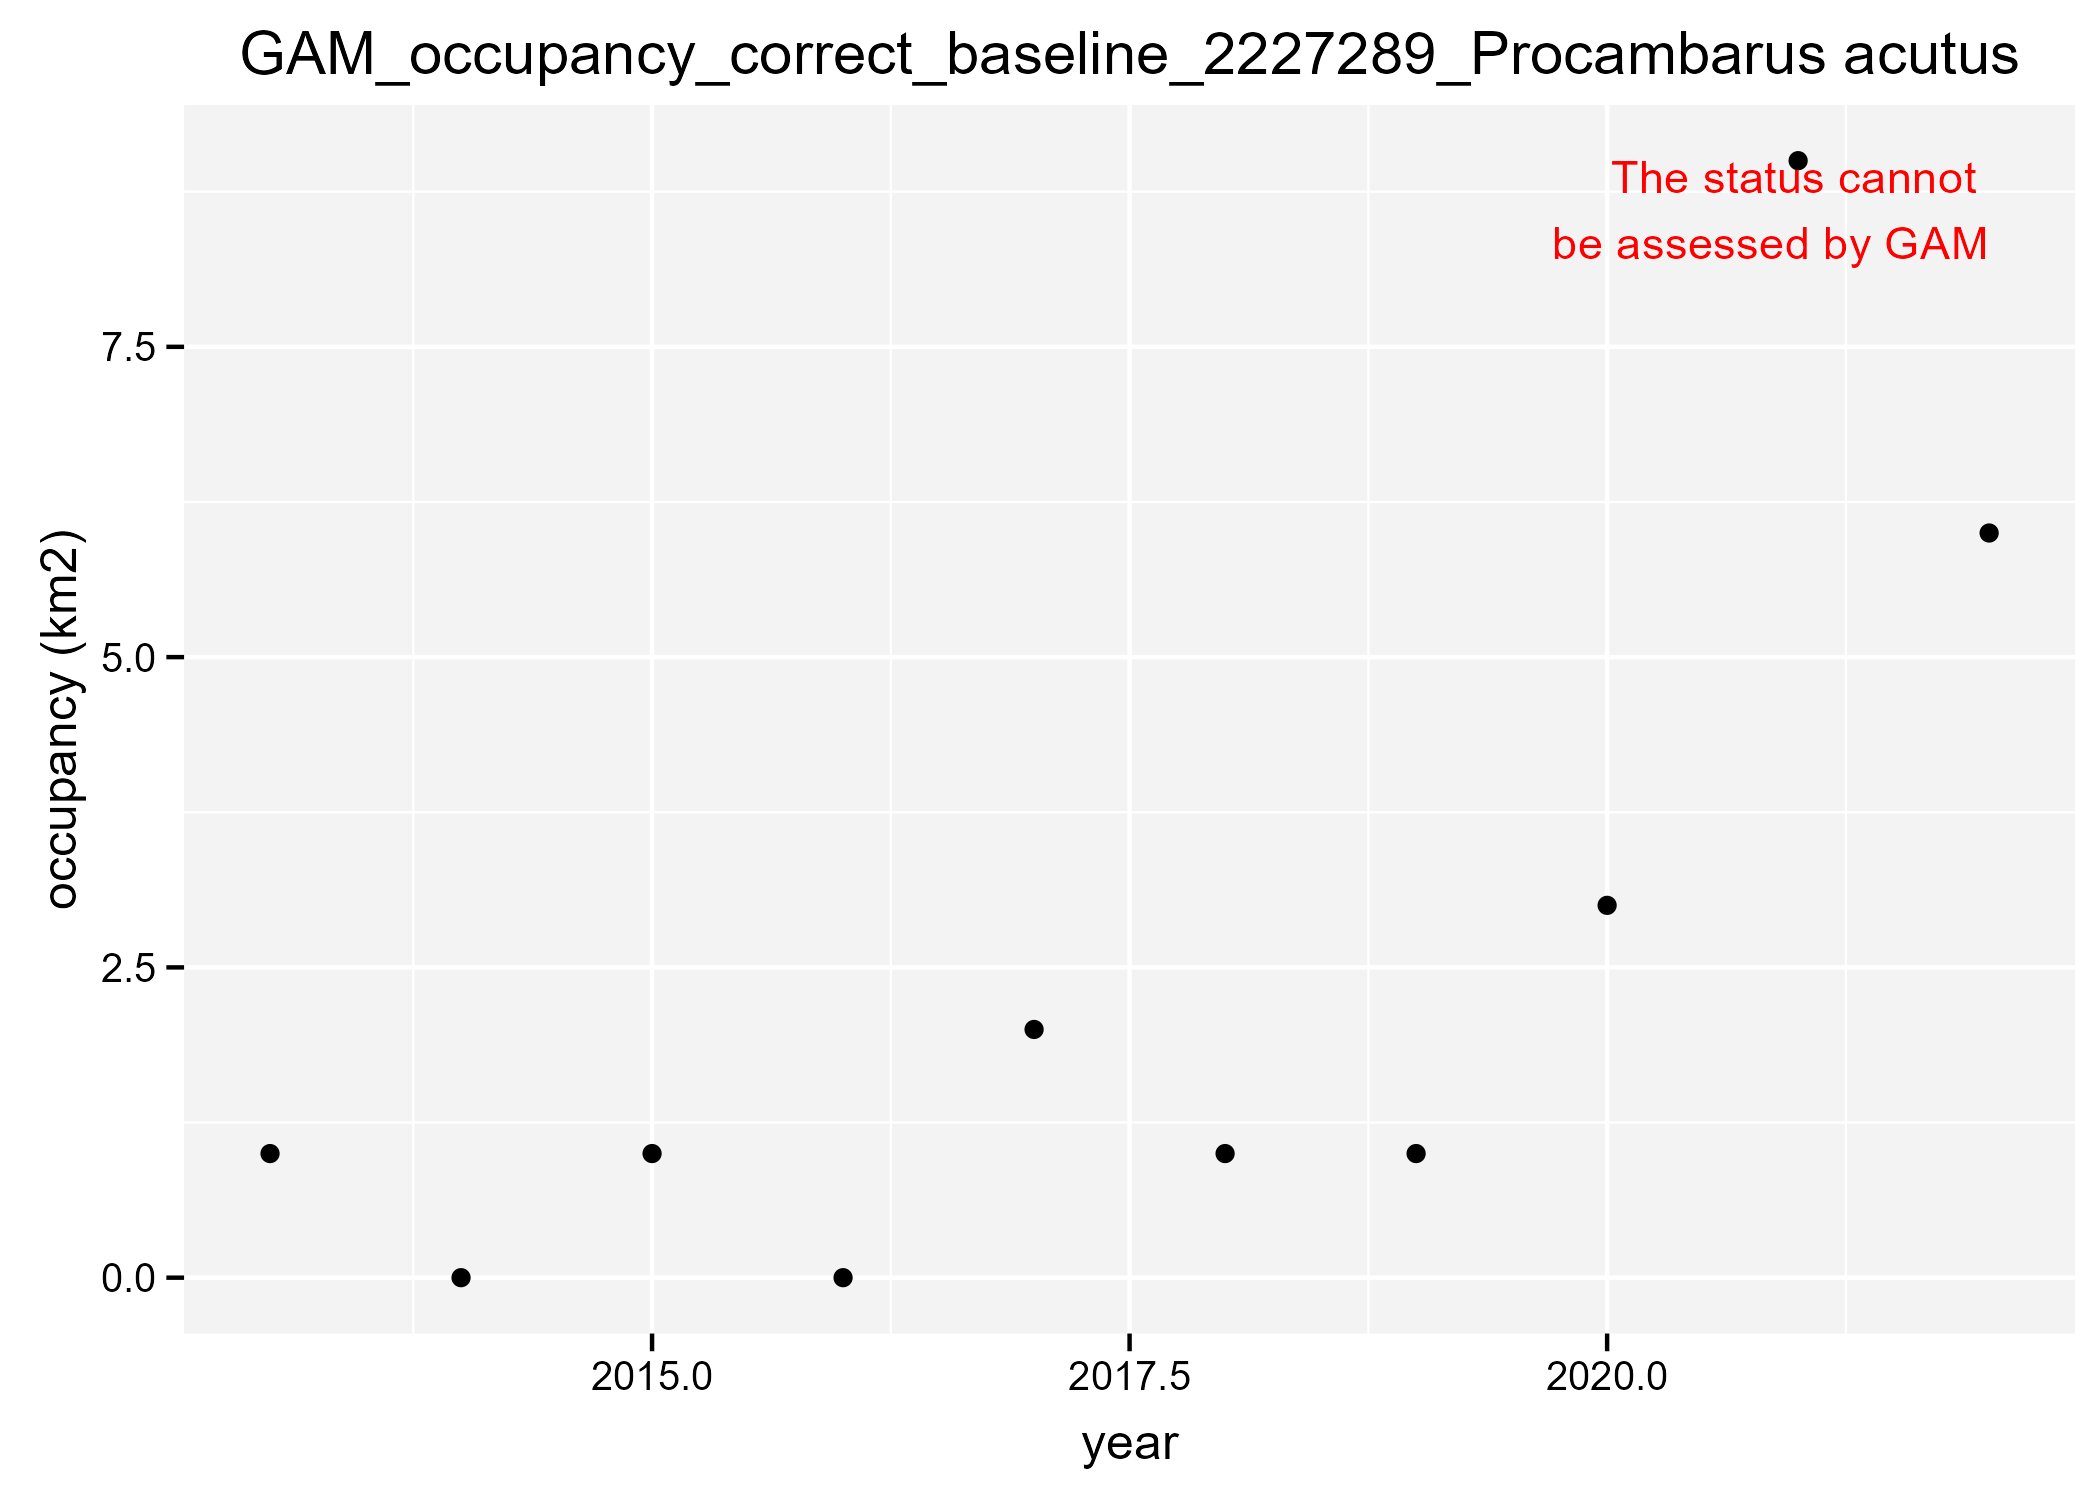 GAM_occupancy_correct_baseline_2227289_Procambarus acutus
The status cannot
be assessed by GAM
7.5
5.0
2.5
0.0
occupancy (km2)
2015.0
2017.5
2020.0
year